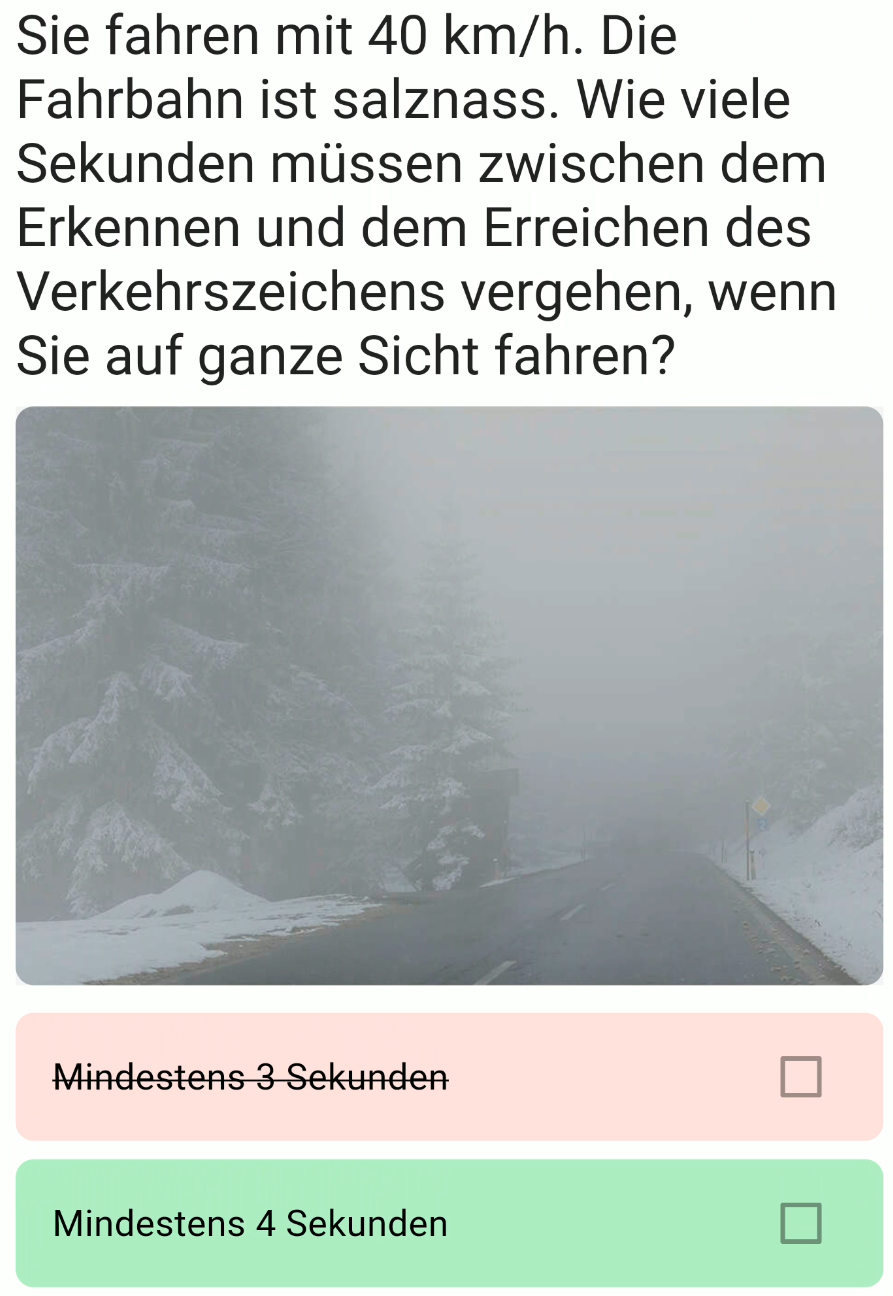 Sie fahren mit 40 km/h. Die
Fahrbahn ist salznass. Wie viele
Sekunden müssen zwischen dem
Erkennen und dem Erreichen des
Verkehrszeichens vergehen, wenn
Sie auf ganze Sicht fahren?
Mindestens 3 Sekunden
Mindestens 4 Sekunden